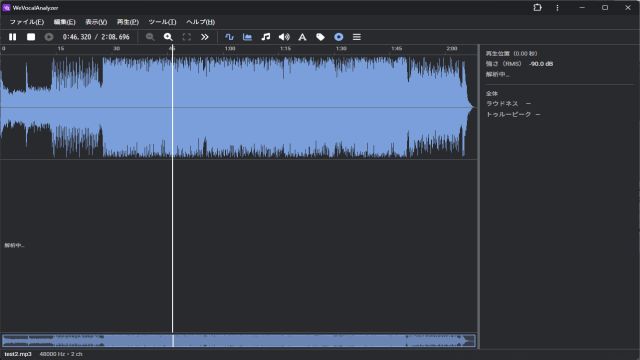 WeVocalAnalyzer
ファイル(F) 編集(E) 表示(V) 再生(P) ツール(T) ヘルプ(H)
0:46.320 / 2:08.696
0 15 30 45 1:00 1:15 1:30 1:45 2:00
再生位置 (0.00 秒)
強さ (RMS) -90.0 dB
解析中...
全体
ラウドネス –
トゥルーピーク –
解析中...
test2.mp3 48000 Hz・2 ch